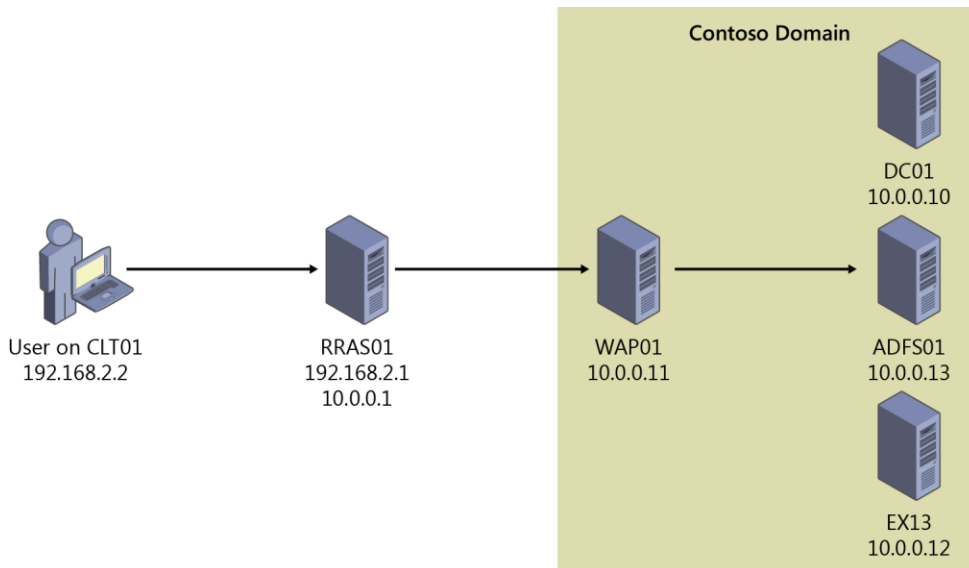 Contoso Domain
DC01
10.0.0.10
User on CLT01
192.168.2.2
RRAS01
192.168.2.1
10.0.0.1
WAP01
10.0.0.11
ADFS01
10.0.0.13
EX13
10.0.0.12